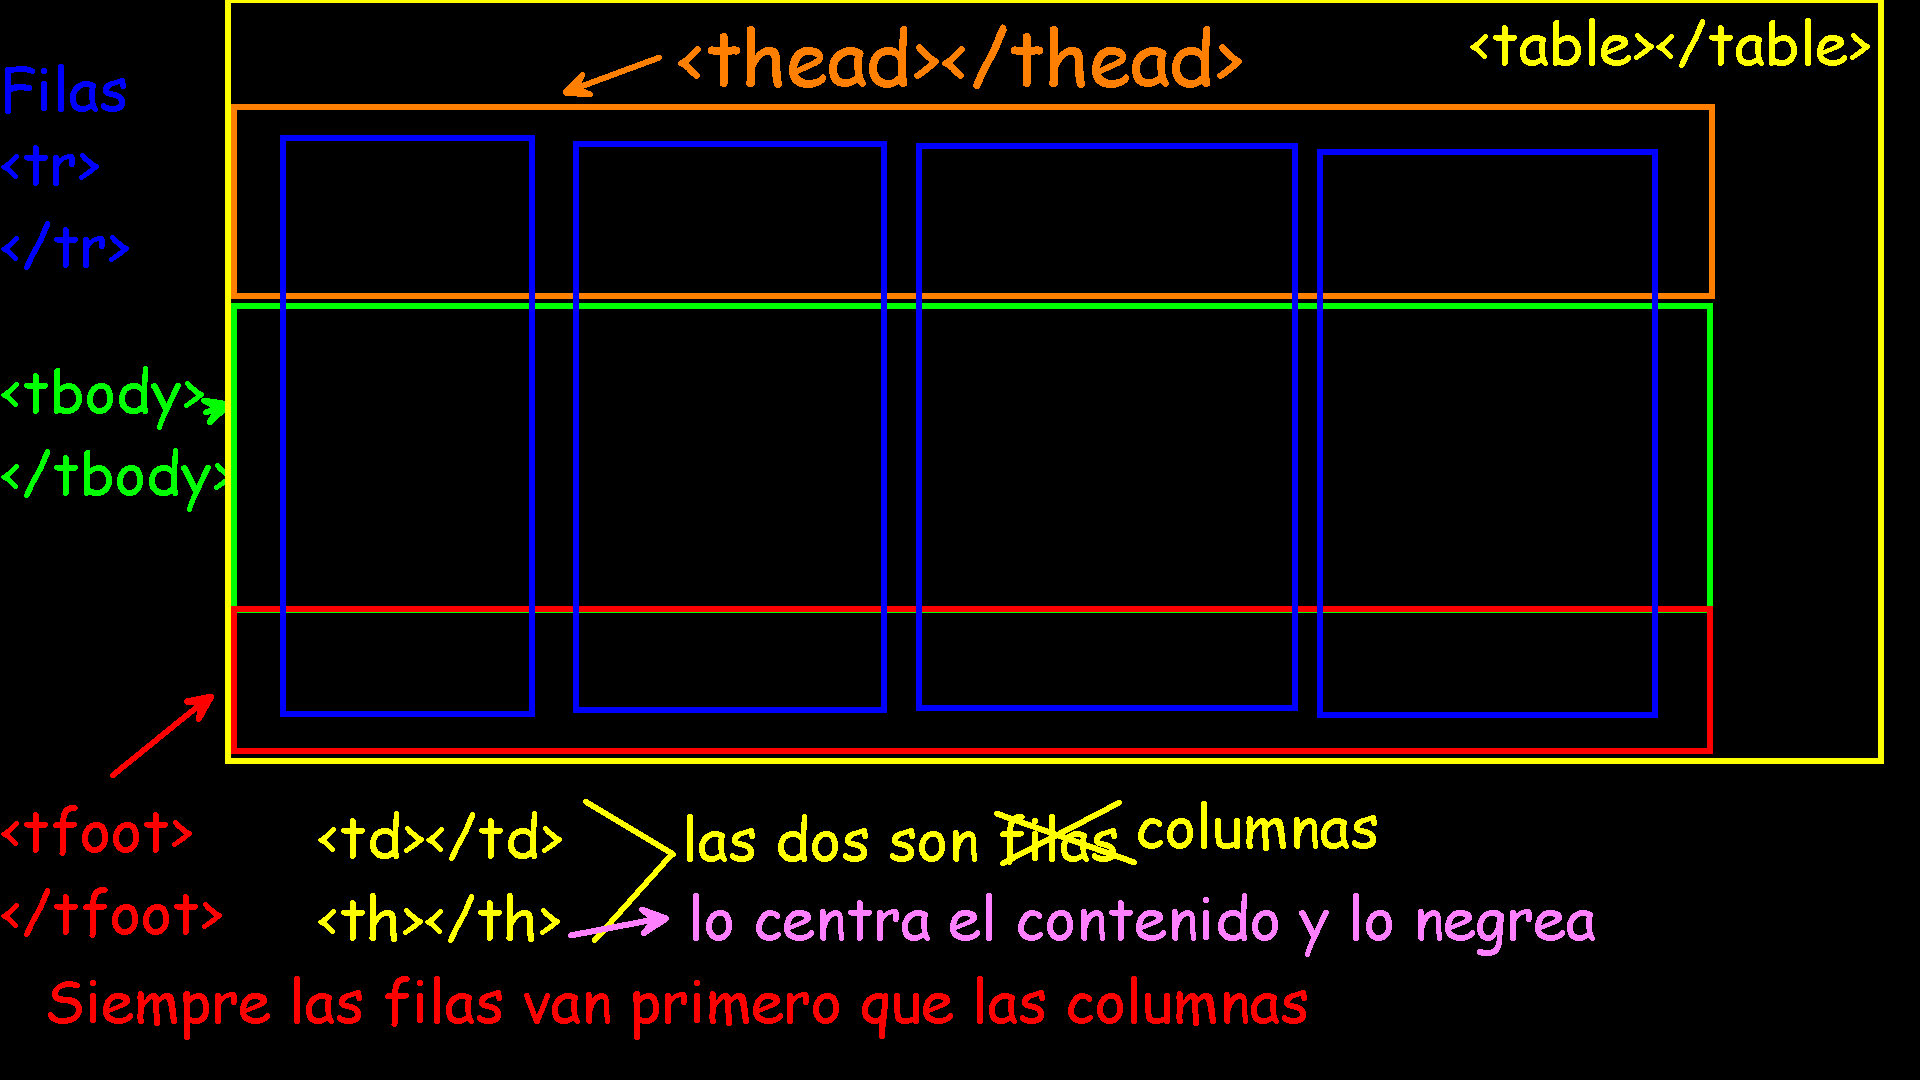 <thead></thead>
<table></table>
Filas
<tr>
</tr>
<tbody>
</tbody>
<tfoot>
</tfoot>
<td></td>
<th></th>
las dos son filas columnas
lo centra el contenido y lo negrea
Siempre las filas van primero que las columnas